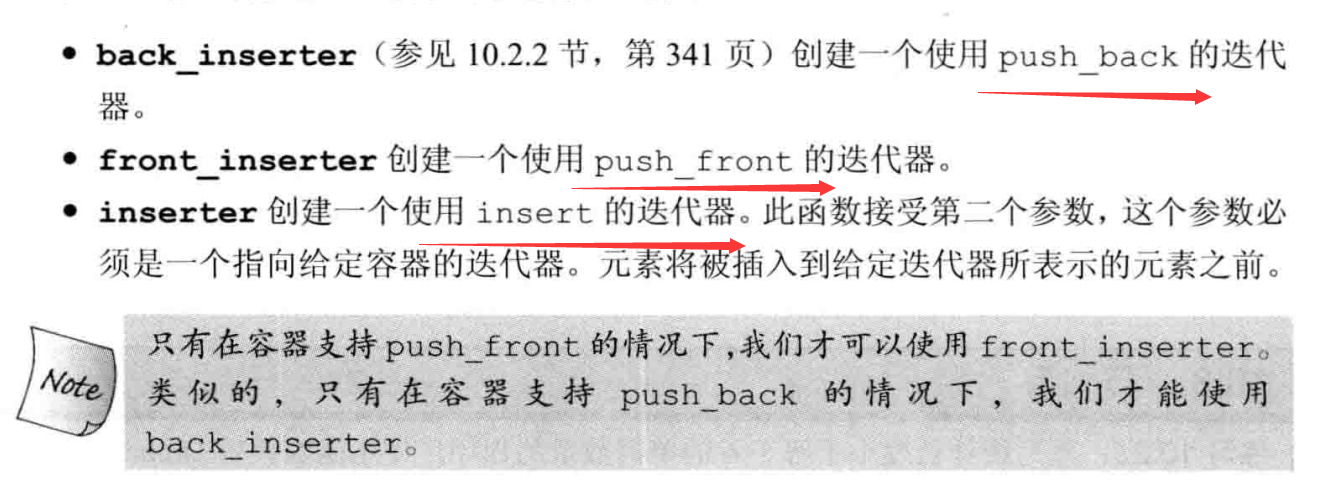 • back_inserter（参见 10.2.2 节，第 341 页）创建一个使用 push_back 的迭代
器。
• front_inserter 创建一个使用 push_front 的迭代器。
• inserter 创建一个使用 insert 的迭代器。此函数接受第二个参数，这个参数必
须是一个指向给定容器的迭代器。元素将被插入到给定迭代器所表示的元素之前。
只有在容器支持 push_front 的情况下，我们才可以使用 front_inserter。
Note
类似的，只有在容器支持 push_back 的情况下，我们才能使用
back_inserter。